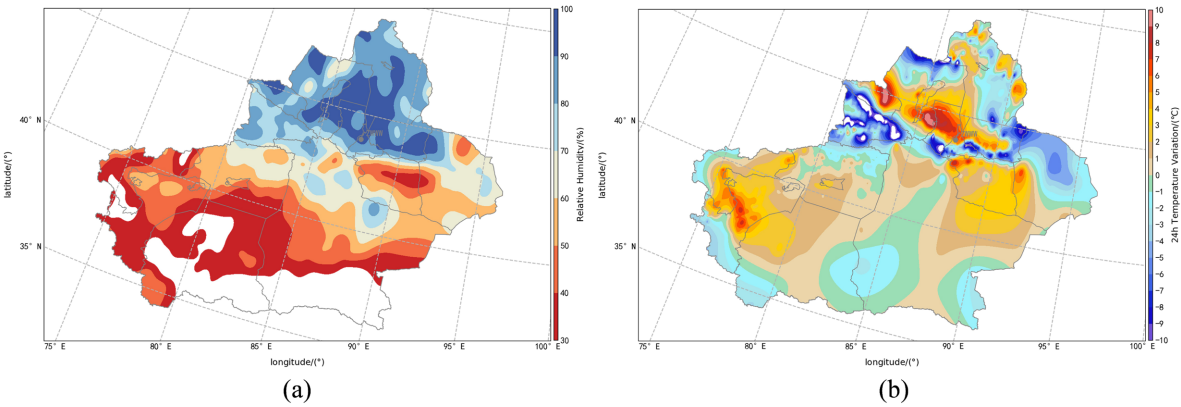 latitude/(°)
40° N
35° N
75° E
80° E
85° E
90° E
95° E
100° E
longitude/(°)
100
90
80
70
60
50
40
30
Relative Humidity/(%)
(a)
latitude/(°)
40° N
35° N
75° E
80° E
85° E
90° E
95° E
100° E
longitude/(°)
10
9
8
7
6
5
4
3
2
1
0
-1
-2
-3
-4
-5
-6
-7
-8
-9
-10
24h Temperature Variation/(℃)
(b)